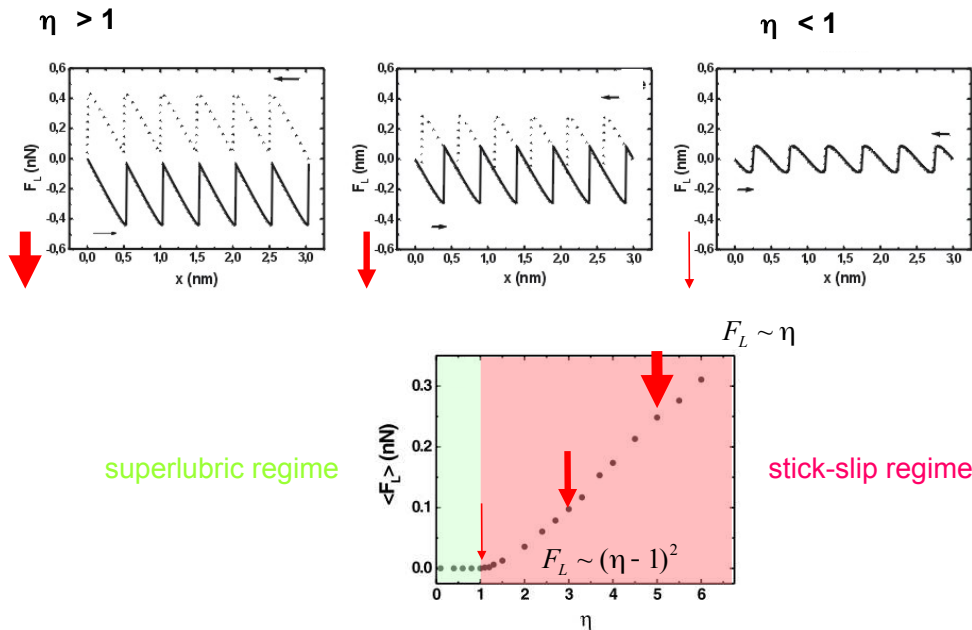 η > 1
η < 1
0,6
0,4
0,2
0,0
-0,2
-0,4
-0,6
F_L (nN)
0,0 0,5 1,0 1,5 2,0 2,5 3,0
x (nm)
0,6
0,4
0,2
0,0
-0,2
-0,4
-0,6
F_L (nm)
0,0 0,5 1,0 1,5 2,0 2,5 3,0
x (nm)
0,6
0,4
0,2
0,0
-0,2
-0,4
-0,6
F_L (nm)
0,0 0,5 1,0 1,5 2,0 2,5 3,0
x (nm)
F_L ~ η
0.3
0.2
0.1
0.0
<F_L> (nN)
superlubric regime
stick-slip regime
F_L ~ (η - 1)²
0 1 2 3 4 5 6
η